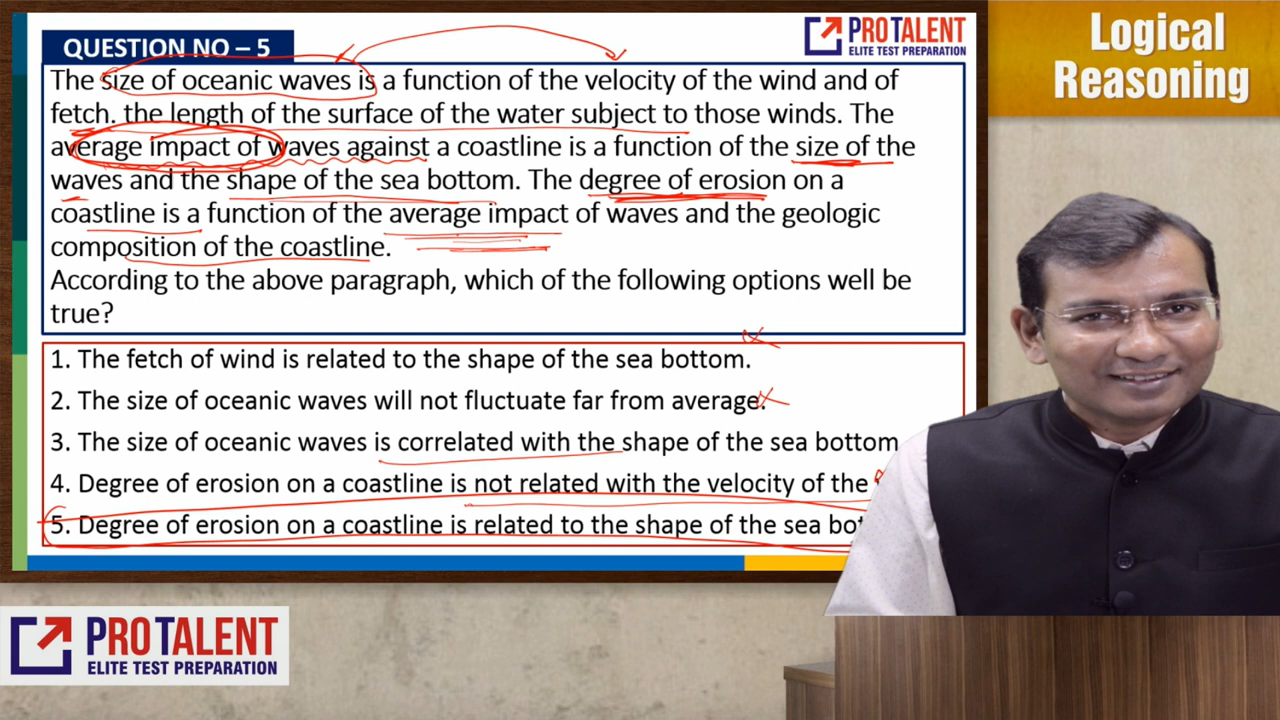 QUESTION NO – 5
PROTALENT
ELITE TEST PREPARATION
Logical
Reasoning
The size of oceanic waves is a function of the velocity of the wind and of
fetch. the length of the surface of the water subject to those winds. The
average impact of waves against a coastline is a function of the size of the
waves and the shape of the sea bottom. The degree of erosion on a
coastline is a function of the average impact of waves and the geologic
composition of the coastline.
According to the above paragraph, which of the following options well be
true?
1. The fetch of wind is related to the shape of the sea bottom.
2. The size of oceanic waves will not fluctuate far from average.
3. The size of oceanic waves is correlated with the shape of the sea bottom
4. Degree of erosion on a coastline is not related with the velocity of the
5. Degree of erosion on a coastline is related to the shape of the sea
PROTALENT
ELITE TEST PREPARATION